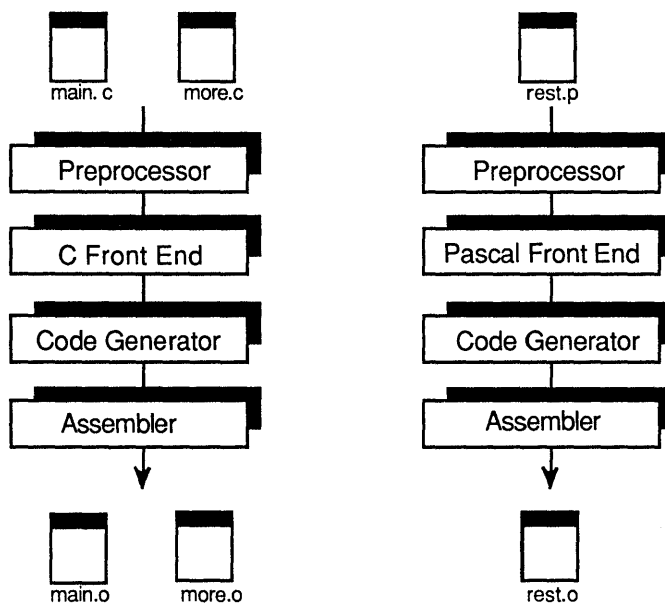 main. c more.c rest.p
Preprocessor Preprocessor
C Front End Pascal Front End
Code Generator Code Generator
Assembler Assembler
main.o more.o rest.o